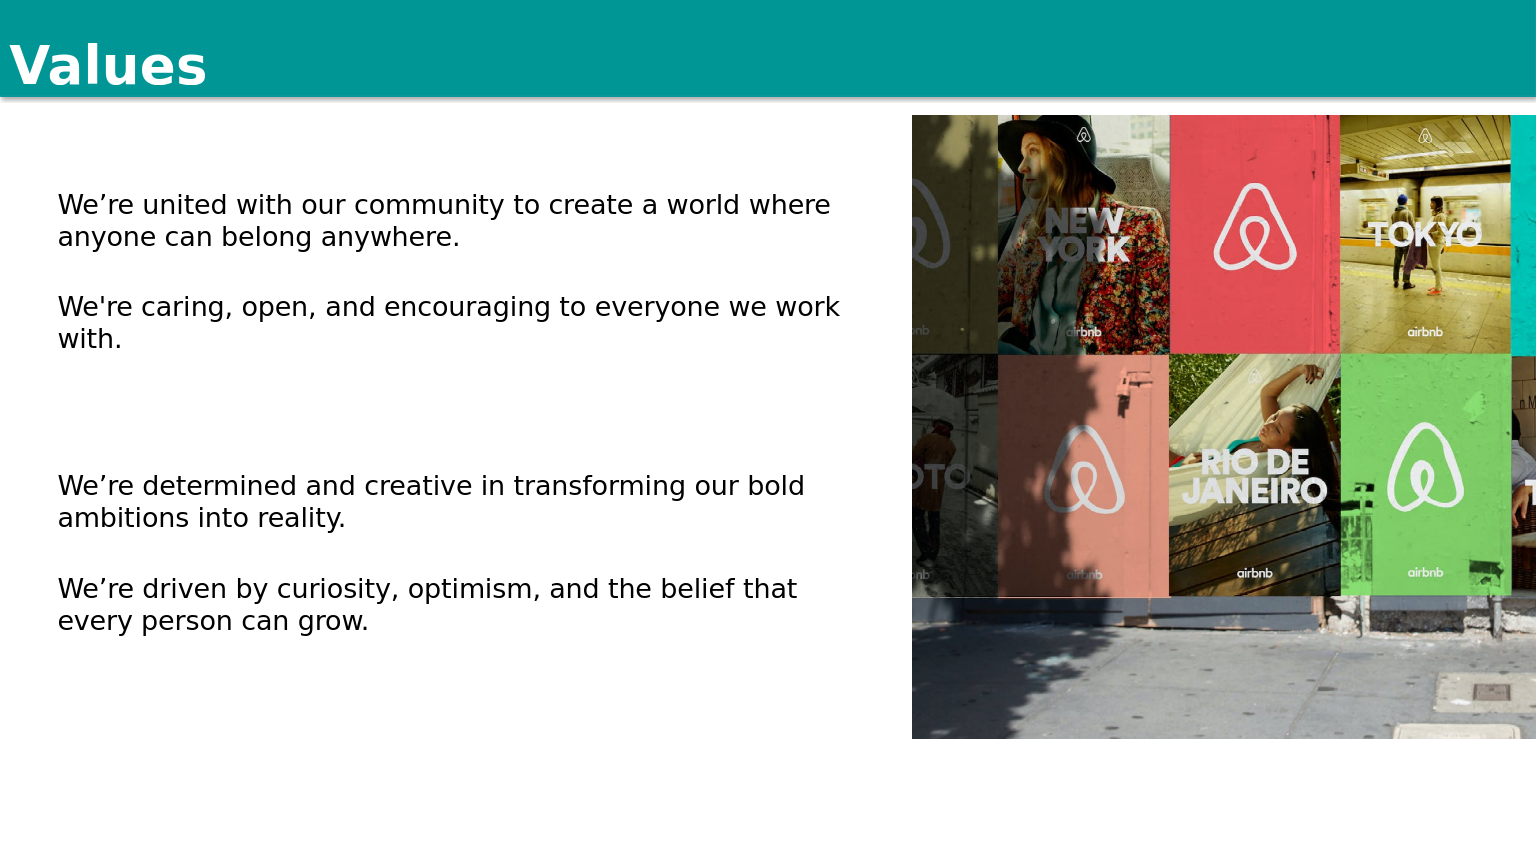 Values
We’re united with our community to create a world where
anyone can belong anywhere.
We're caring, open, and encouraging to everyone we work
with.
We’re determined and creative in transforming our bold
ambitions into reality.
We’re driven by curiosity, optimism, and the belief that
every person can grow.
NEW
YORK
airbnb
TOKYO
airbnb
airbnb
RIO DE
JANEIRO
airbnb
airbnb